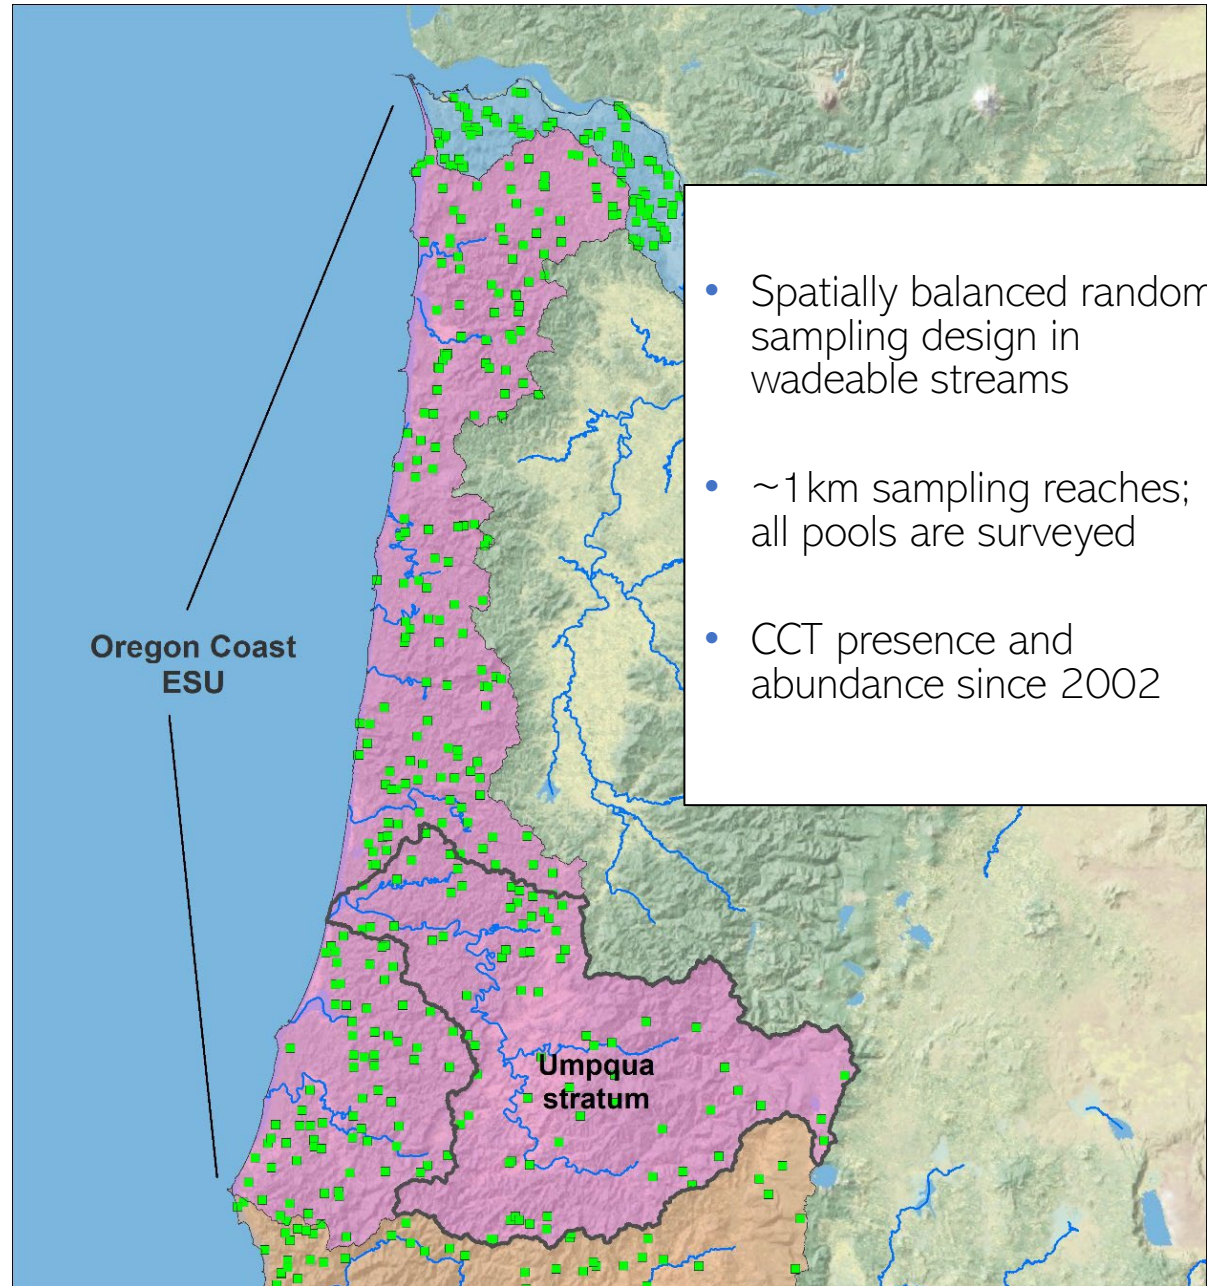 Spatially balanced random
sampling design in
wadeable streams
~1km sampling reaches;
all pools are surveyed
CCT presence and
abundance since 2002
Oregon Coast
ESU
Umpqua
stratum